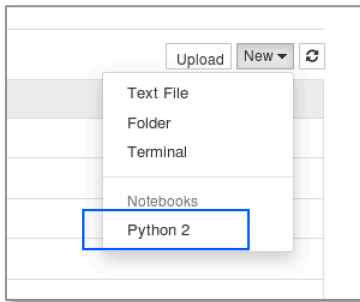 Upload New
Text File
Folder
Terminal
Notebooks
Python 2